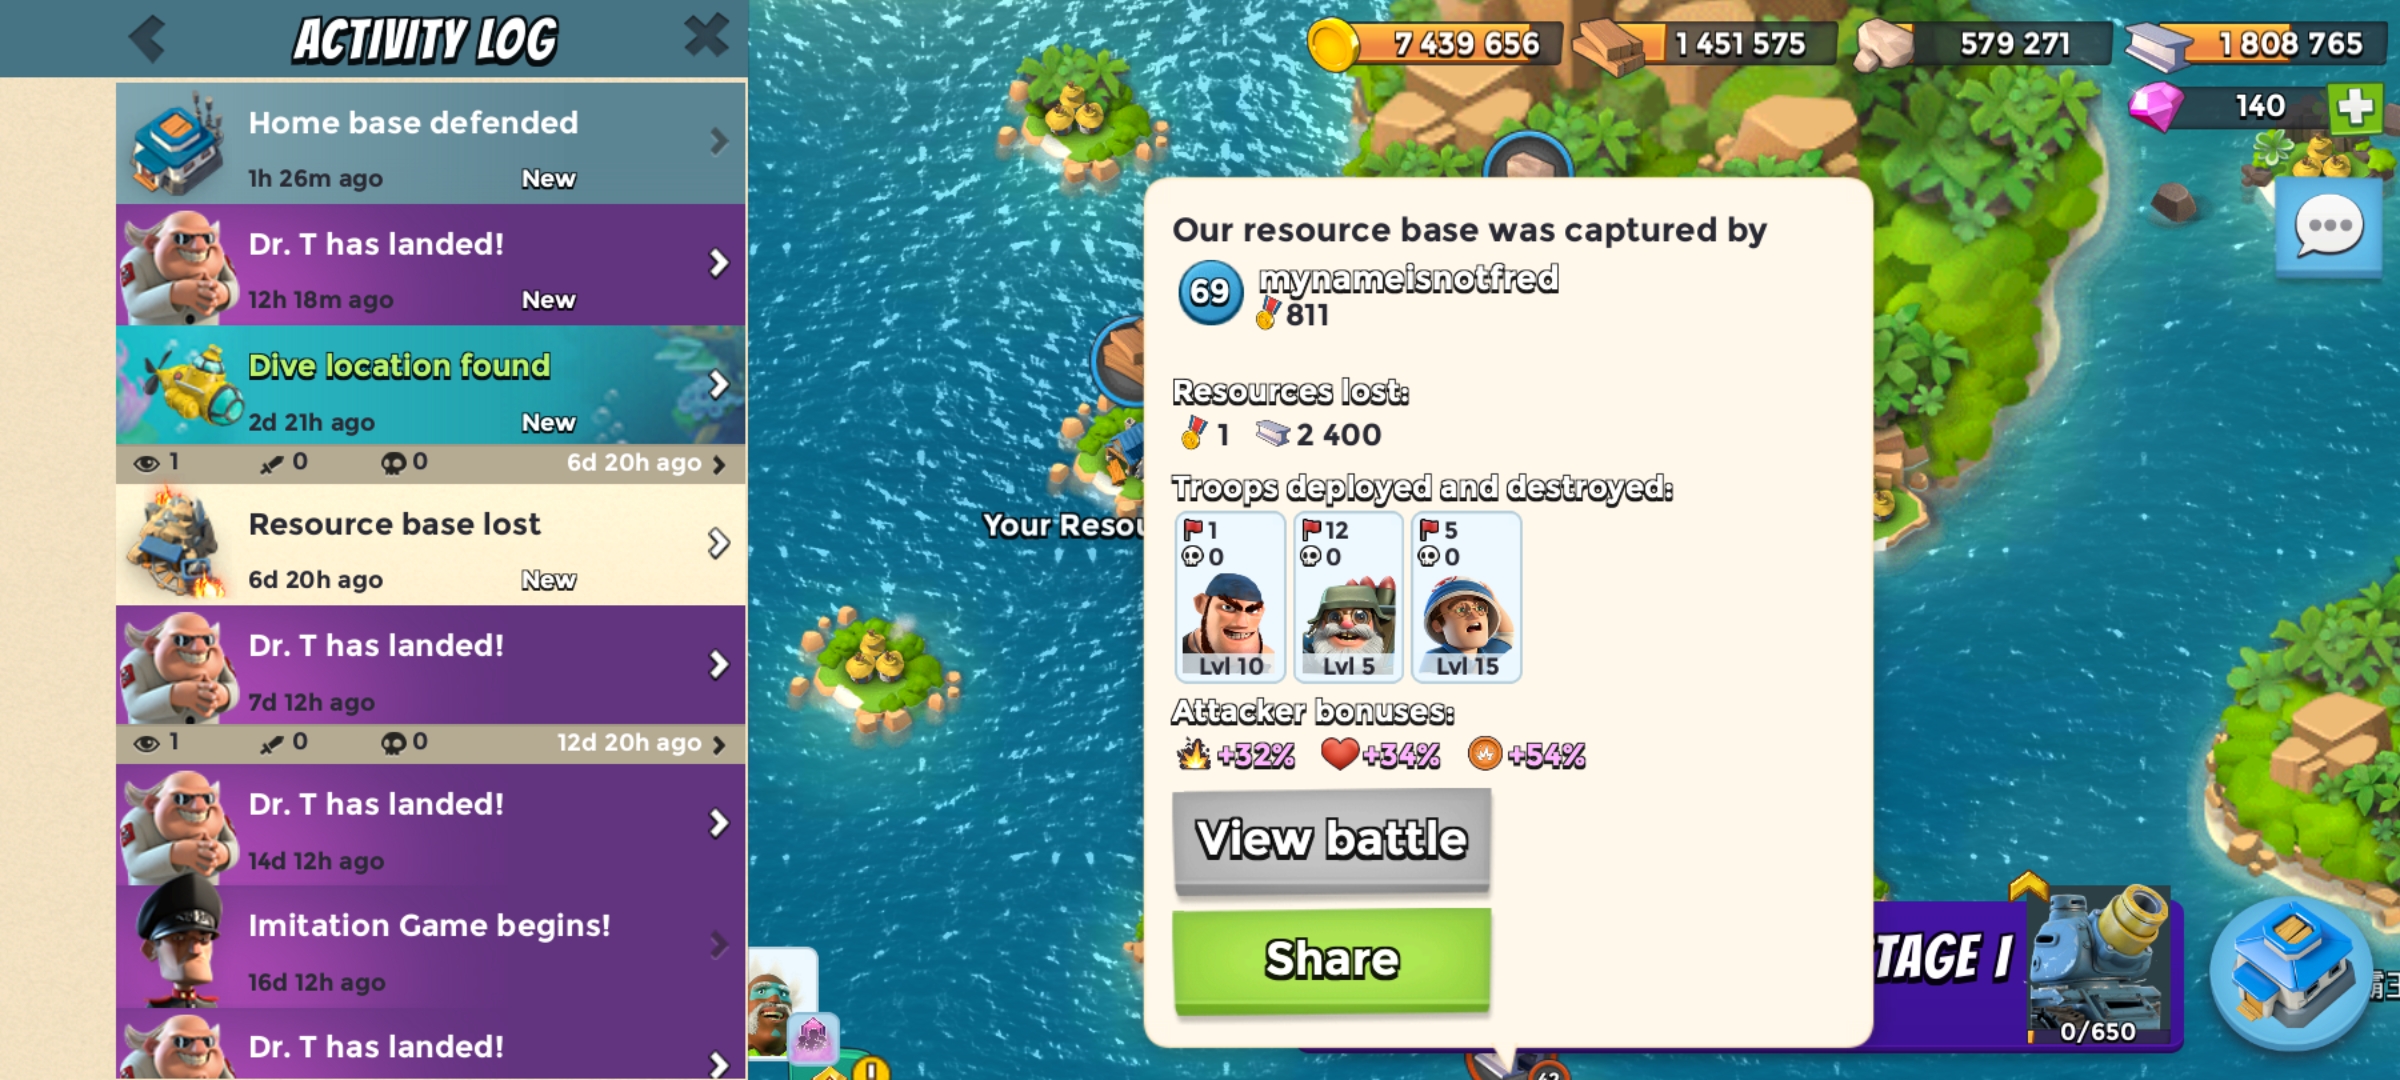 ACTIVITY LOG
Home base defended
1h 26m ago New
Dr. T has landed!
12h 18m ago New
Dive location found
2d 21h ago New
1 0 0 6d 20h ago
Resource base lost
6d 20h ago New
Dr. T has landed!
7d 12h ago
1 0 0 12d 20h ago
Dr. T has landed!
14d 12h ago
Imitation Game begins!
16d 12h ago
Dr. T has landed!
7 439 656 1 451 575 579 271 1 808 765
140
Your Resou
Our resource base was captured by
69 mynameisnotfred
811
Resources lost:
1 2 400
Troops deployed and destroyed:
1 12 5
0 0 0
Lvl 10 Lvl 5 Lvl 15
Attacker bonuses:
+32% +34% +54%
View battle
Share
TAGE I
0/650